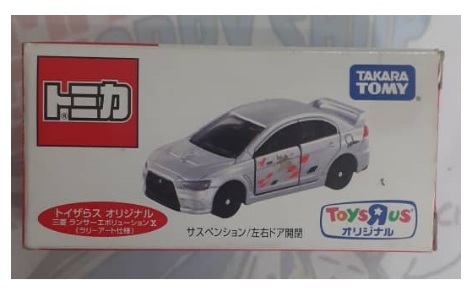 トミカ
TAKARA
TOMY
トイザらス オリジナル
三菱 ランサーエボリューションX
(ラリーアート仕様)
サスペンション/左右ドア開閉
ToysЯus
オリジナル